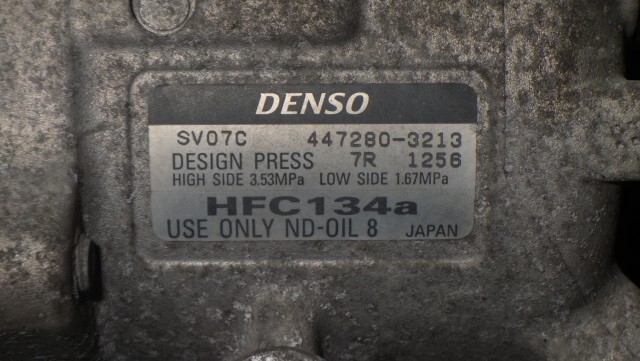 DENSO
SV07C 447280-3213
DESIGN PRESS 7R 1256
HIGH SIDE 3.53MPa LOW SIDE 1.67MPa
HFC134a
USE ONLY ND-OIL 8 JAPAN